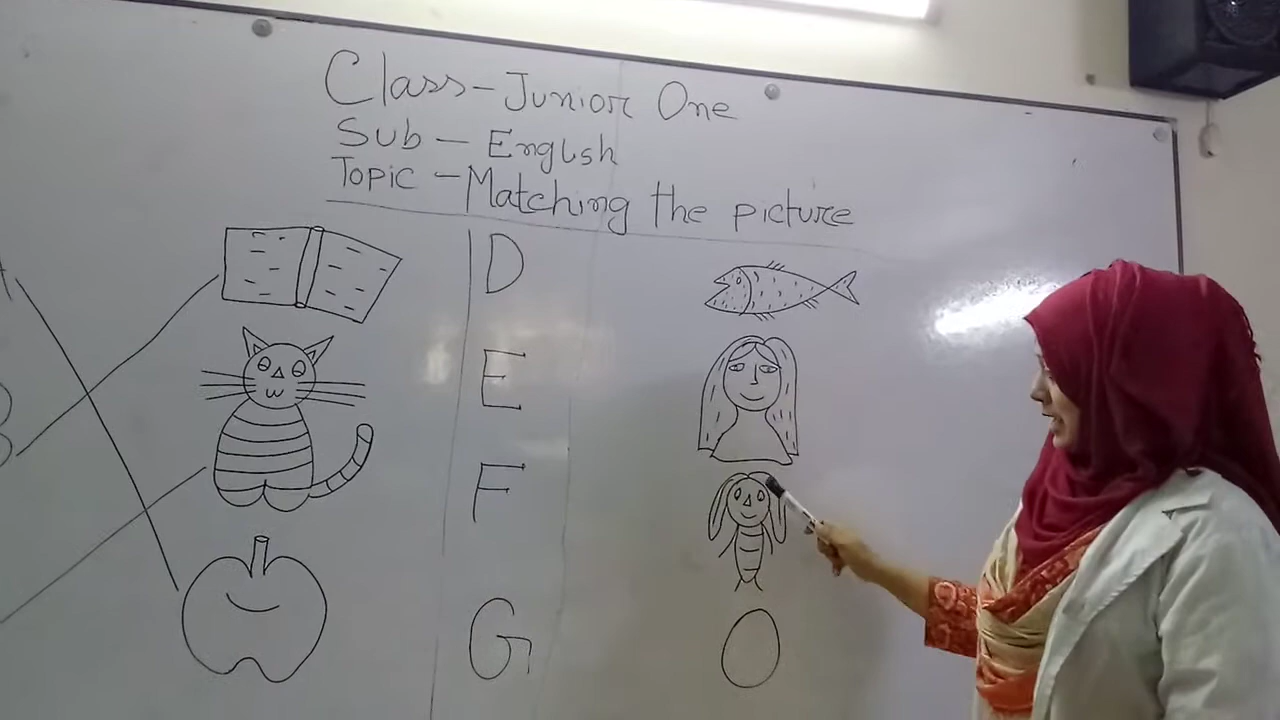 Class - Junior One
Sub - English
Topic - Matching the picture
A
B
D
E
F
G